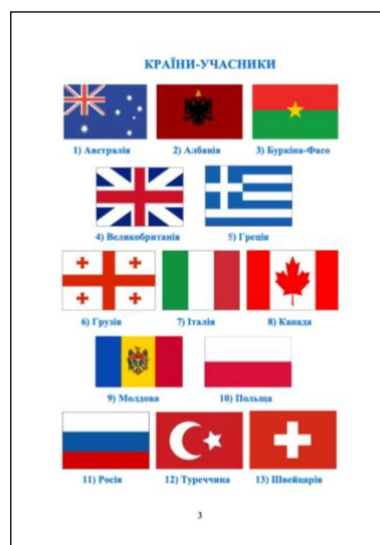 КРАЇНИ-УЧАСНИКИ
1) Австралія 2) Албанія 3) Буркіна-Фасо
4) Великобританія 5) Греція
6) Грузія 7) Італія 8) Канада
9) Молдова 10) Польща
11) Росія 12) Туреччина 13) Швейцарія
3